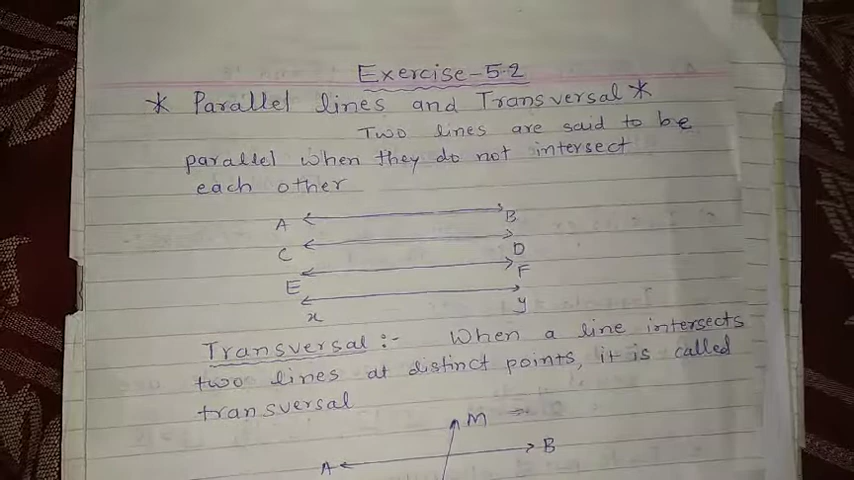 Exercise-5.2
* Parallel lines and Transversal *
Two lines are said to be
parallel when they do not intersect
each other
A B
C D
E F
x y
Transversal :- When a line intersects
two lines at distinct points, it is called
transversal
M
A B